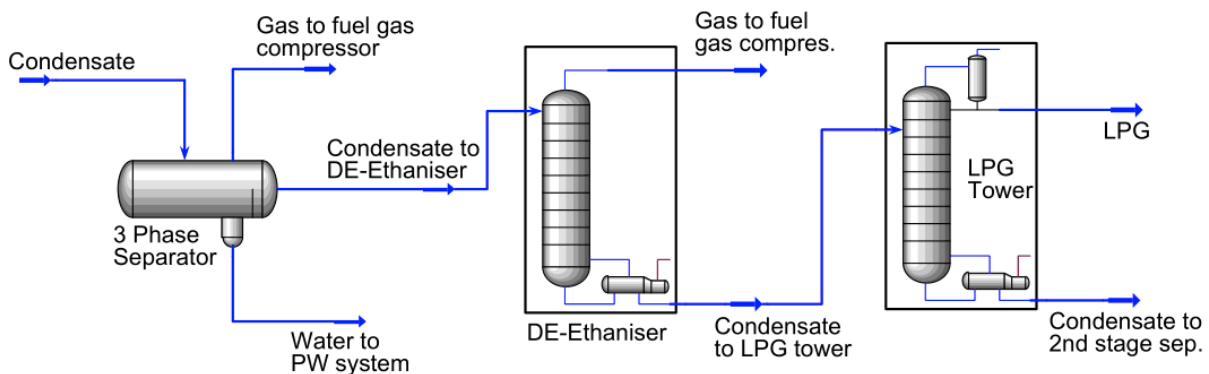 Condensate
Gas to fuel gas
compressor
Condensate to
DE-Ethaniser
3 Phase
Separator
Water to
PW system
Gas to fuel
gas compres.
DE-Ethaniser
Condensate
to LPG tower
LPG
LPG
Tower
Condensate to
2nd stage sep.